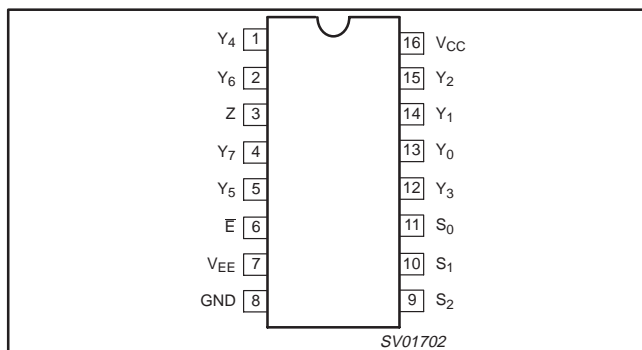 Y4 1 16 VCC
Y6 2 15 Y2
Z 3 14 Y1
Y7 4 13 Y0
Y5 5 12 Y3
E̅ 6 11 S0
VEE 7 10 S1
GND 8 9 S2
SV01702